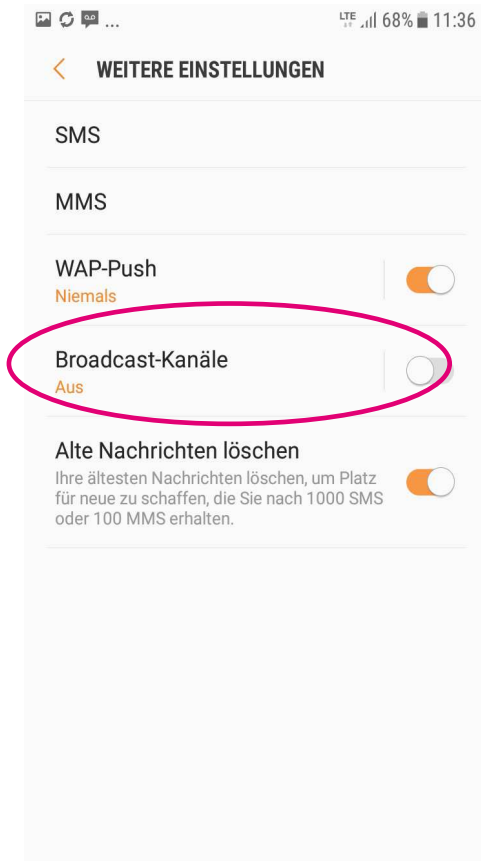 ... LTE 68% 11:36
WEITERE EINSTELLUNGEN
SMS
MMS
WAP-Push
Niemals
Broadcast-Kanäle
Aus
Alte Nachrichten löschen
Ihre ältesten Nachrichten löschen, um Platz
für neue zu schaffen, die Sie nach 1000 SMS
oder 100 MMS erhalten.